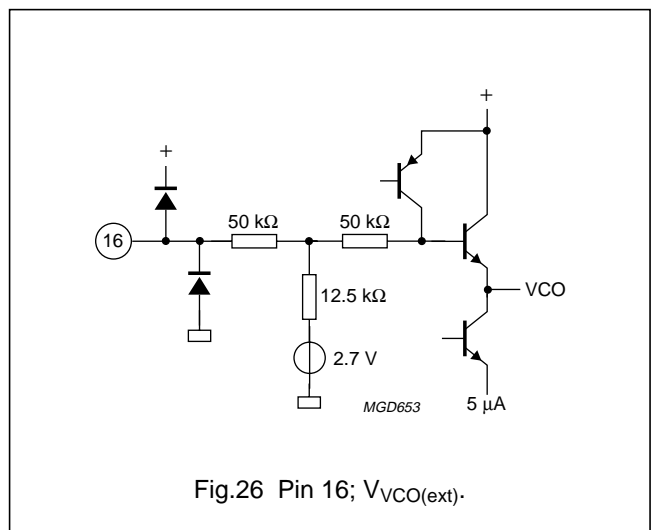 +
+
16
50 kΩ
50 kΩ
VCO
12.5 kΩ
2.7 V
MGD653
5 μA
Fig.26 Pin 16; VVCO(ext).